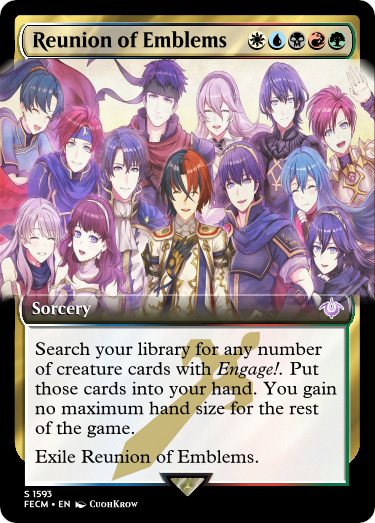 Reunion of Emblems
Sorcery
Search your library for any number
of creature cards with Engage!. Put
those cards into your hand. You gain
no maximum hand size for the rest
of the game.
Exile Reunion of Emblems.
S 1593
FECM • EN CuohKrow